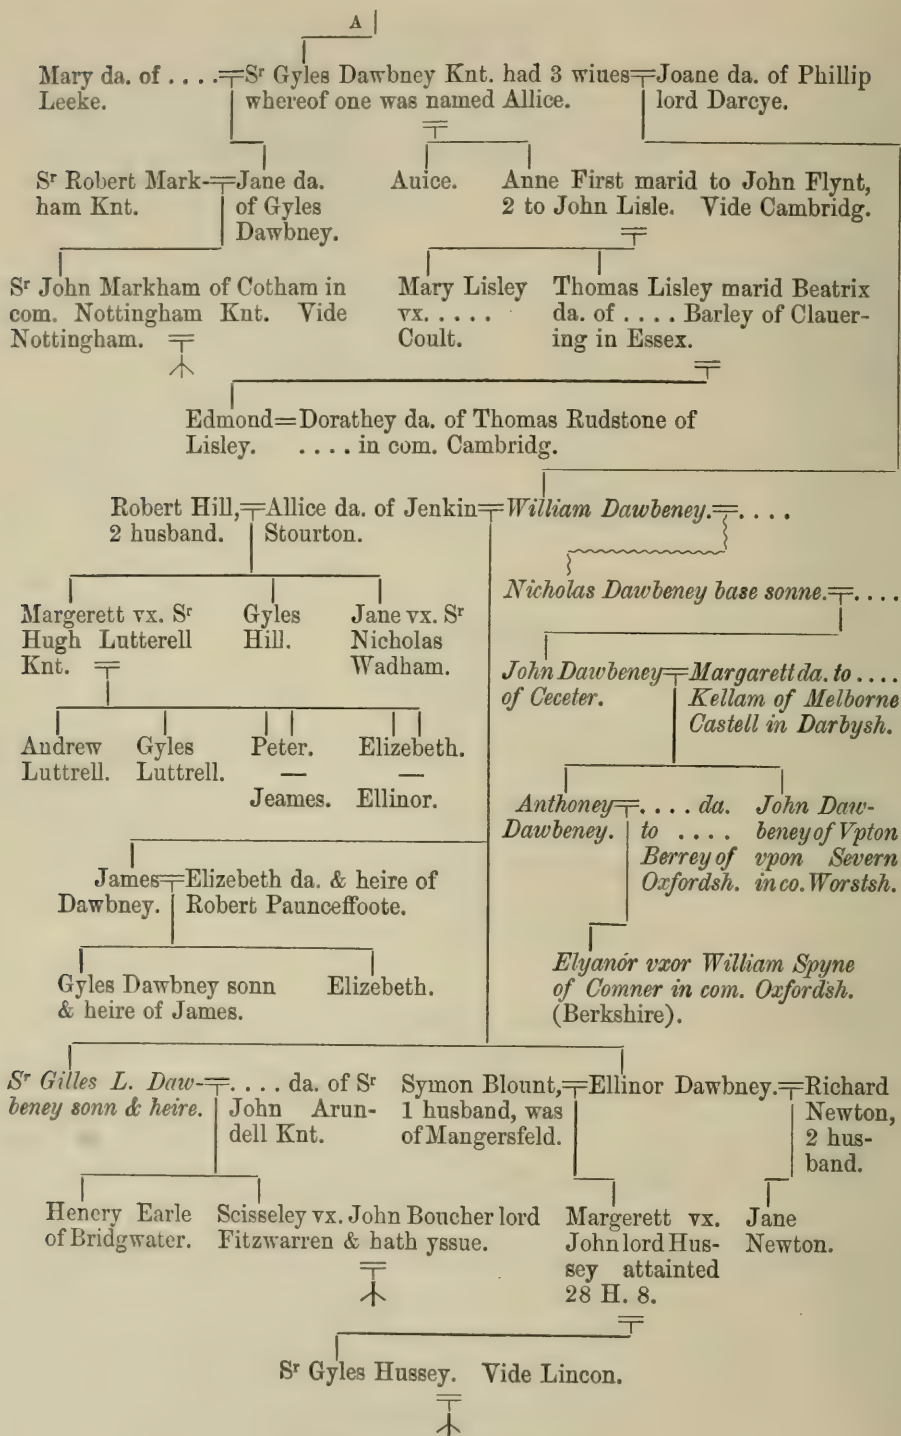 A
Mary da. of . . . . Sr Gyles Dawbney Knt. had 3 wiues Joane da. of Phillip
Leeke. whereof one was named Allice. lord Darcye.
Sr Robert Mark- Jane da. Auice. Anne First marid to John Flynt,
ham Knt. of Gyles 2 to John Lisle. Vide Cambridg.
Dawbney.
Sr John Markham of Cotham in Mary Lisley Thomas Lisley marid Beatrix
com. Nottingham Knt. Vide vx. . . . . . da. of . . . . Barley of Clauer-
Nottingham. Coult. ing in Essex.
Edmond=Dorathey da. of Thomas Rudstone of
Lisley. . . . . in com. Cambridg.
Robert Hill, Allice da. of Jenkin William Dawbeney. . . . .
2 husband. Stourton.
Nicholas Dawbeney base sonne. . . . .
Margerett vx. Sr Gyles Jane vx. Sr
Hugh Lutterell Hill. Nicholas
Knt. Wadham.
John Dawbeney Margarett da. to . . . .
of Ceceter. Kellam of Melborne
Castell in Darbysh.
Andrew Gyles Peter. Elizebeth.
Luttrell. Luttrell. — —
Jeames. Ellinor.
Anthoney . . . . da. John Daw-
Dawbeney. to . . . . beney of Vpton
Berrey of vpon Severn
Oxfordsh. in co. Worstsh.
James Elizebeth da. & heire of
Dawbney. Robert Paunceffoote.
Gyles Dawbney sonn Elizebeth.
& heire of James.
Elyanor vxor William Spyne
of Comner in com. Oxfordsh.
(Berkshire).
Sr Gilles L. Daw- . . . . da. of Sr Symon Blount, Ellinor Dawbney. Richard
beney sonn & heire. John Arun- 1 husband, was Newton,
dell Knt. of Mangersfeld. 2 hus-
band.
Henery Earle Scisseley vx. John Boucher lord Margerett vx. Jane
of Bridgwater. Fitzwarren & hath yssue. John lord Hus- Newton.
sey attainted
28 H. 8.
Sr Gyles Hussey. Vide Lincon.